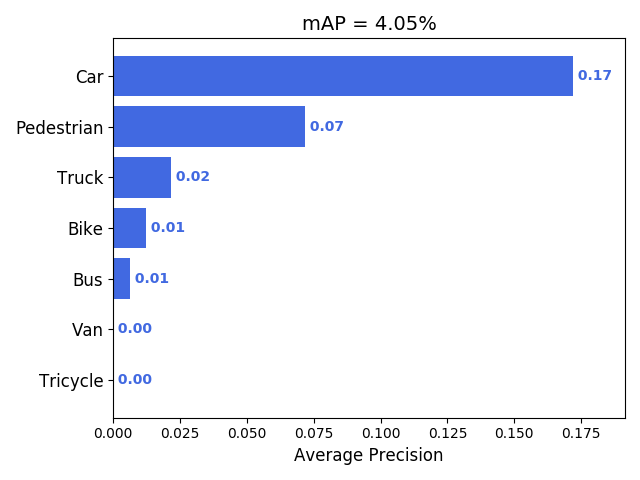 mAP = 4.05%
Car 0.17
Pedestrian 0.07
Truck 0.02
Bike 0.01
Bus 0.01
Van 0.00
Tricycle 0.00
0.000 0.025 0.050 0.075 0.100 0.125 0.150 0.175
Average Precision